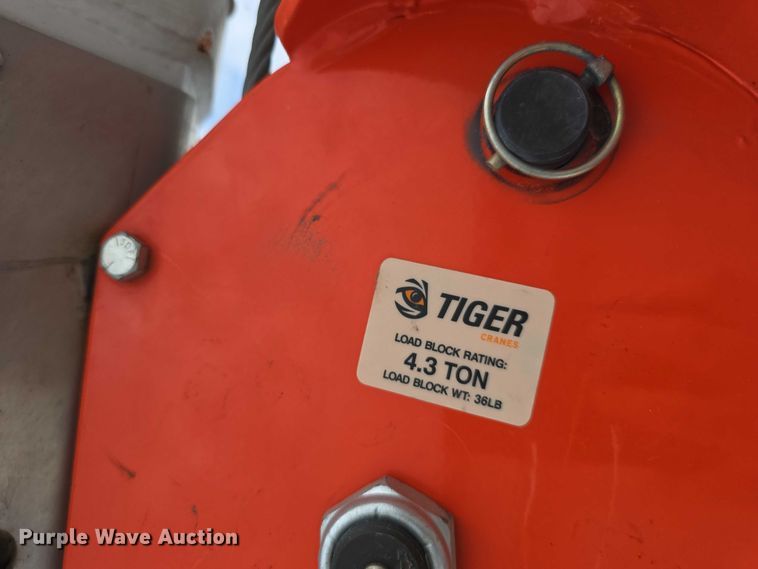 TIGER
CRANES
LOAD BLOCK RATING:
4.3 TON
LOAD BLOCK WT: 36LB
Purple Wave Auction